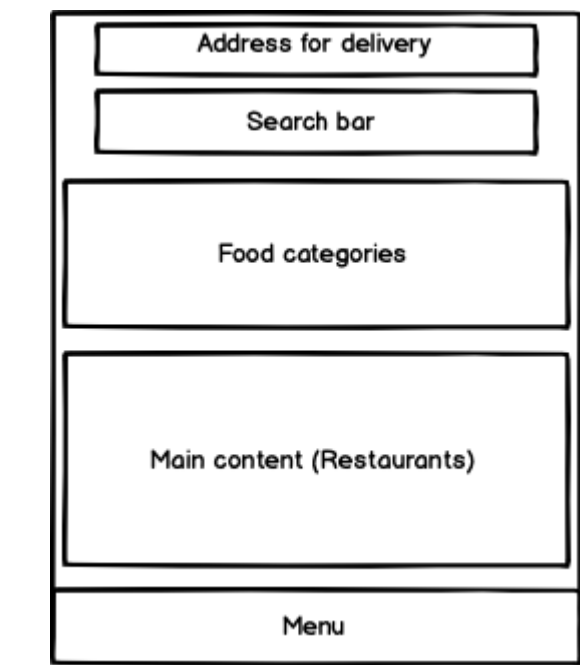 Address for delivery
Search bar
Food categories
Main content (Restaurants)
Menu